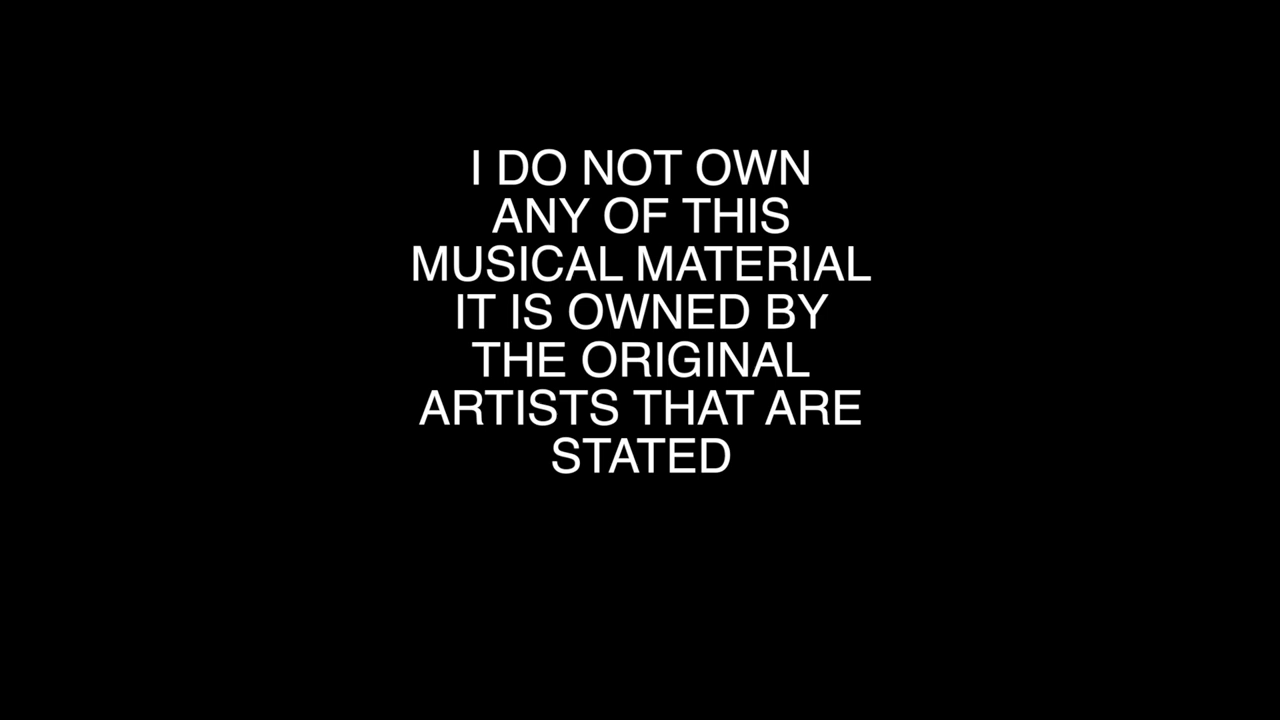 I DO NOT OWN
ANY OF THIS
MUSICAL MATERIAL
IT IS OWNED BY
THE ORIGINAL
ARTISTS THAT ARE
STATED